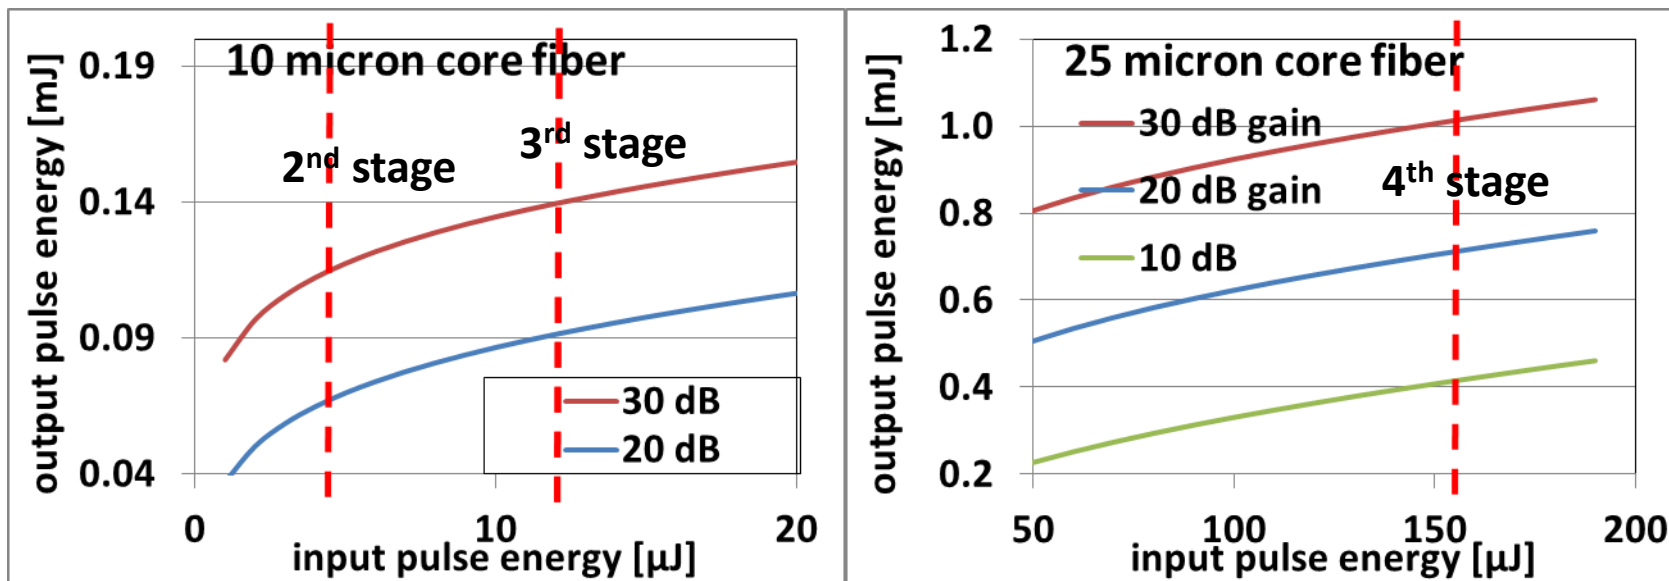 10 micron core fiber
output pulse energy [mJ]
0.19
0.14
0.09
0.04
2nd stage
3rd stage
30 dB
20 dB
0
10
20
input pulse energy [µJ]
25 micron core fiber
output pulse energy [mJ]
1.2
1.0
0.8
0.6
0.4
0.2
30 dB gain
20 dB gain
10 dB
4th stage
50
100
150
200
input pulse energy [µJ]